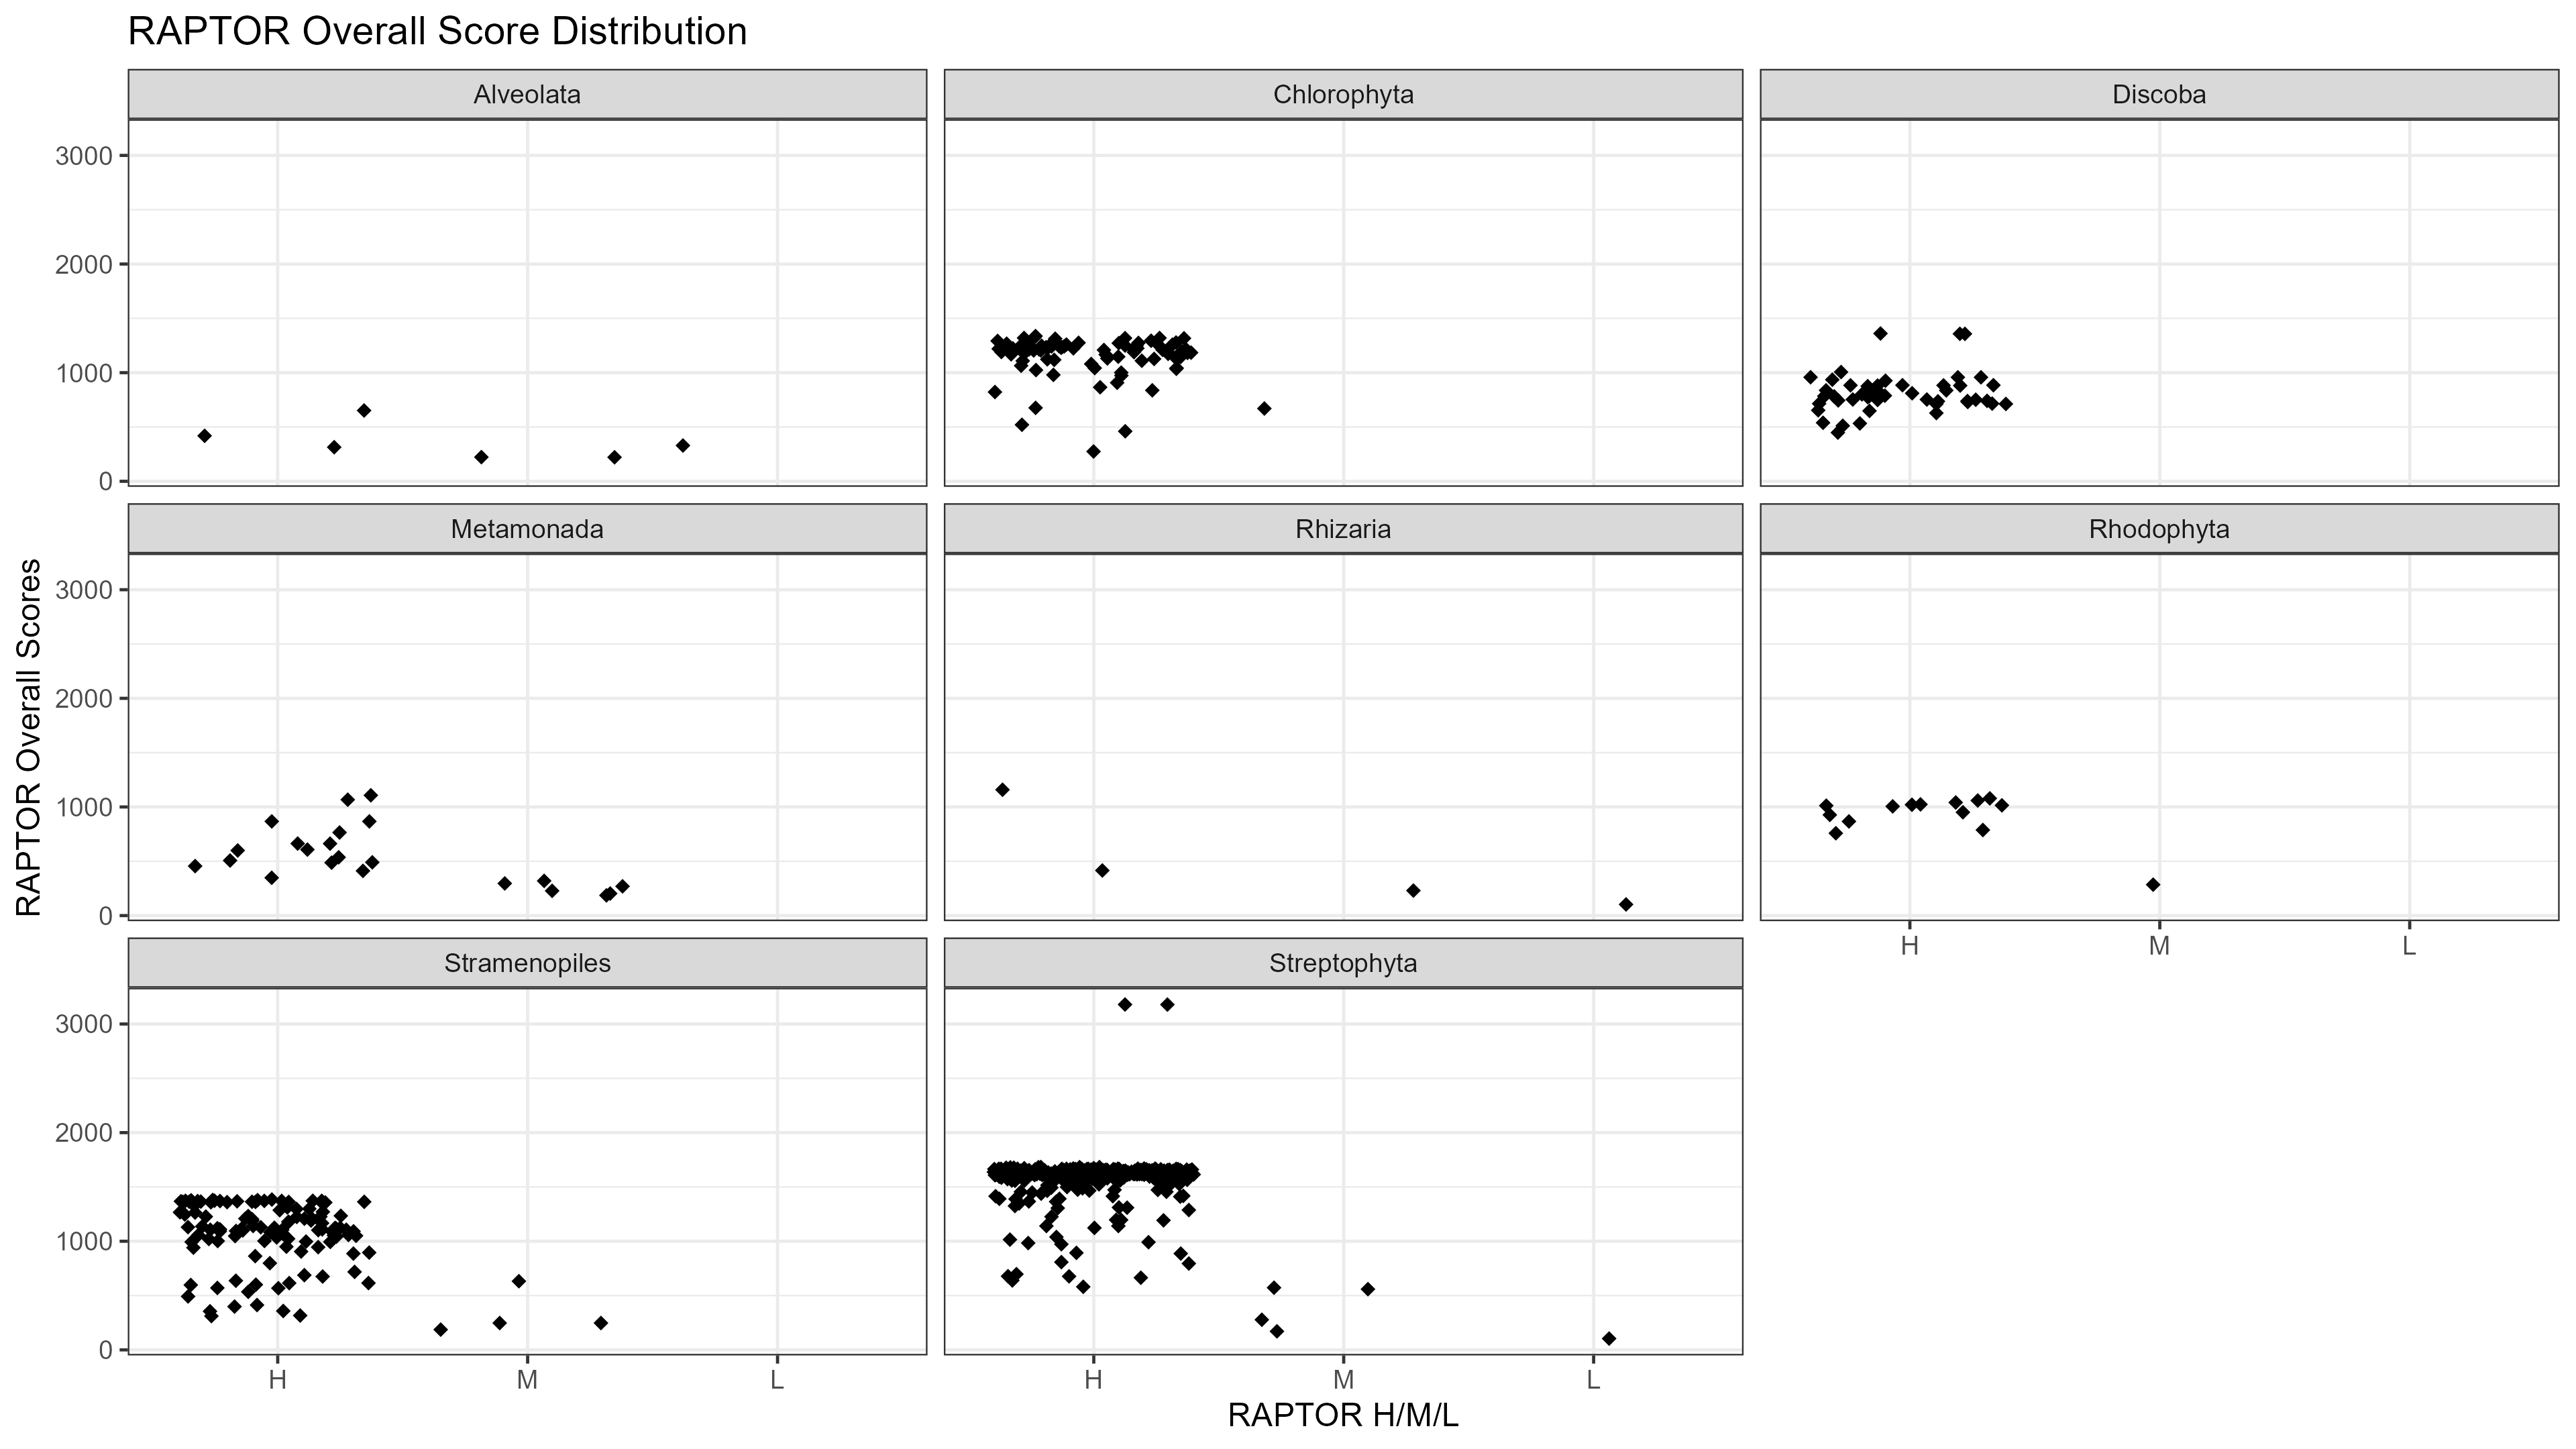 RAPTOR Overall Score Distribution
Alveolata
Chlorophyta
Discoba
3000
2000
1000
0
Metamonada
Rhizaria
Rhodophyta
3000
2000
1000
0
H M L
Stramenopiles
Streptophyta
3000
2000
1000
0
H M L
H M L
RAPTOR Overall Scores
RAPTOR H/M/L